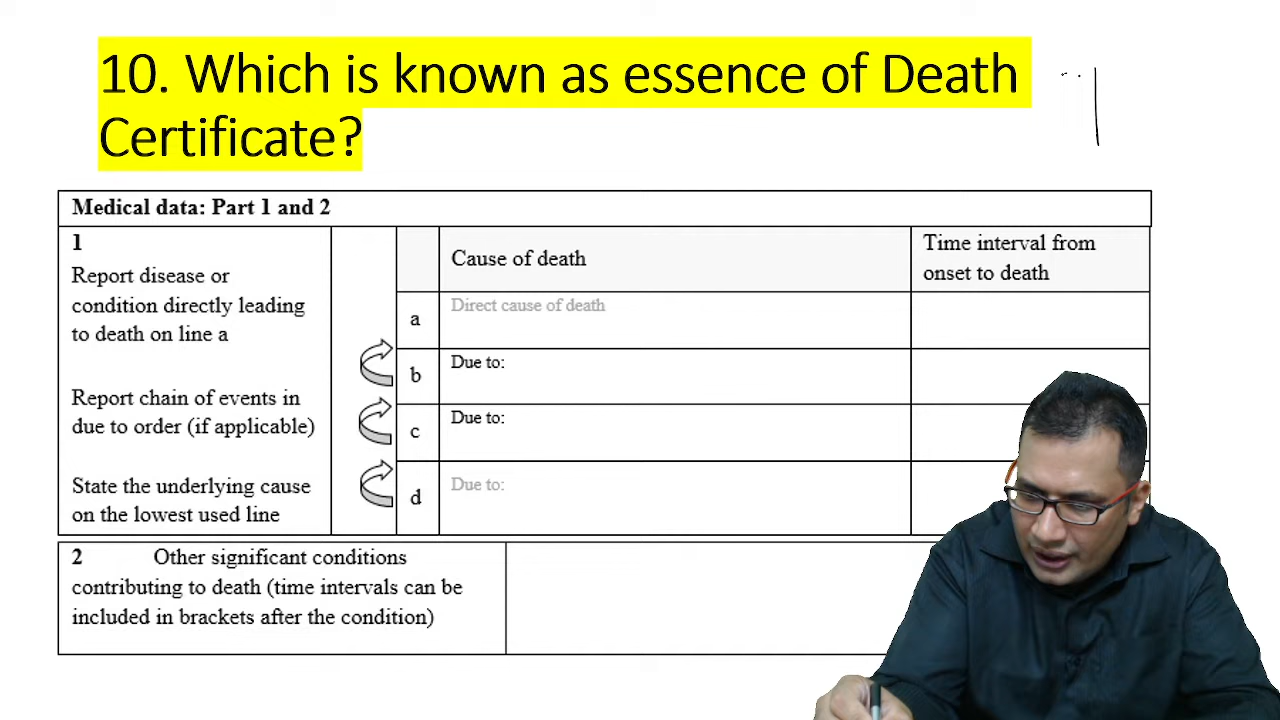 10. Which is known as essence of Death
Certificate?
Medical data: Part 1 and 2
1
Report disease or
condition directly leading
to death on line a
Report chain of events in
due to order (if applicable)
State the underlying cause
on the lowest used line
Cause of death
Time interval from
onset to death
a
Direct cause of death
b
Due to:
c
Due to:
d
Due to:
2 Other significant conditions
contributing to death (time intervals can be
included in brackets after the condition)